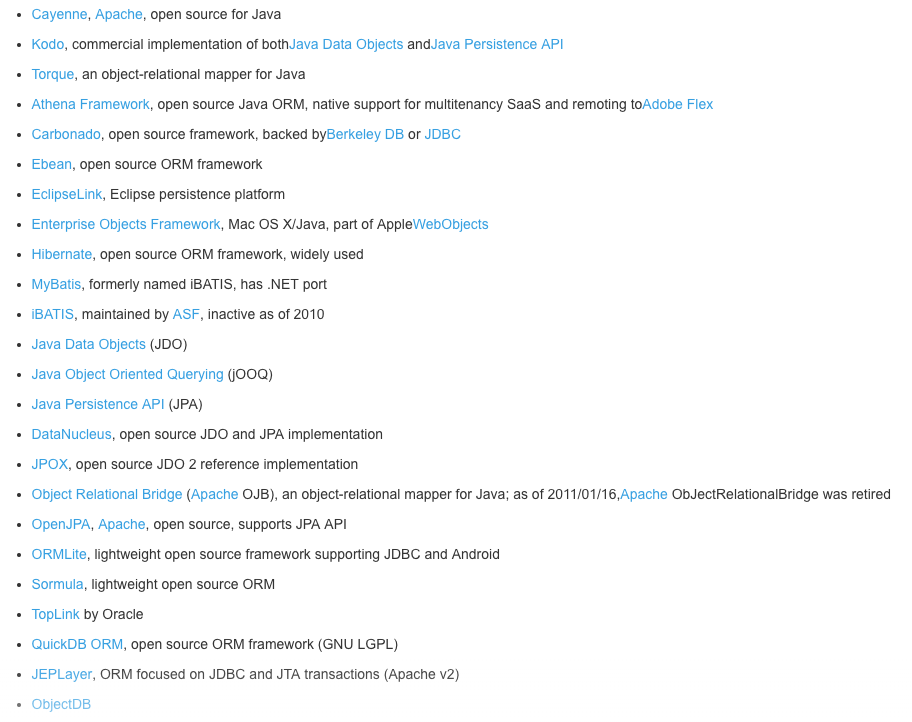 Cayenne, Apache, open source for Java
Kodo, commercial implementation of bothJava Data Objects andJava Persistence API
Torque, an object-relational mapper for Java
Athena Framework, open source Java ORM, native support for multitenancy SaaS and remoting toAdobe Flex
Carbonado, open source framework, backed byBerkeley DB or JDBC
Ebean, open source ORM framework
EclipseLink, Eclipse persistence platform
Enterprise Objects Framework, Mac OS X/Java, part of AppleWebObjects
Hibernate, open source ORM framework, widely used
MyBatis, formerly named iBATIS, has .NET port
iBATIS, maintained by ASF, inactive as of 2010
Java Data Objects (JDO)
Java Object Oriented Querying (jOOQ)
Java Persistence API (JPA)
DataNucleus, open source JDO and JPA implementation
JPOX, open source JDO 2 reference implementation
Object Relational Bridge (Apache OJB), an object-relational mapper for Java; as of 2011/01/16,Apache ObJectRelationalBridge was retired
OpenJPA, Apache, open source, supports JPA API
ORMLite, lightweight open source framework supporting JDBC and Android
Sormula, lightweight open source ORM
TopLink by Oracle
QuickDB ORM, open source ORM framework (GNU LGPL)
JEPLayer, ORM focused on JDBC and JTA transactions (Apache v2)
ObjectDB